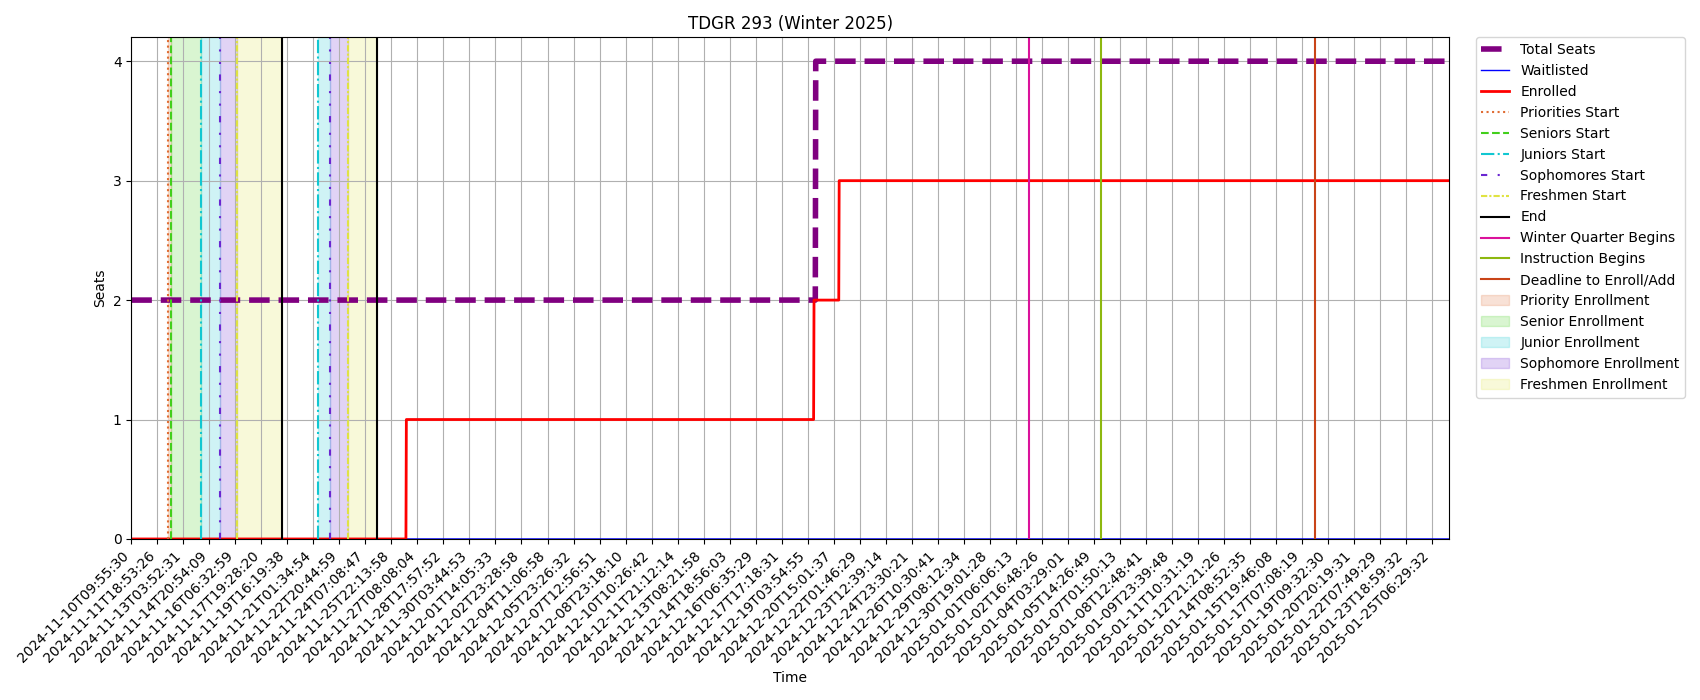 TDGR 293 (Winter 2025)
Seats
4
3
2
1
0
2024-11-10T09:55:30
2024-11-11T18:53:26
2024-11-13T03:52:31
2024-11-14T20:54:09
2024-11-16T06:32:59
2024-11-17T19:28:20
2024-11-19T16:19:38
2024-11-21T01:34:54
2024-11-22T20:44:59
2024-11-24T07:08:47
2024-11-25T22:13:58
2024-11-27T08:08:04
2024-11-28T17:57:52
2024-11-30T03:44:53
2024-12-01T14:05:33
2024-12-02T23:28:58
2024-12-04T11:06:58
2024-12-05T23:26:32
2024-12-07T12:56:51
2024-12-08T23:18:10
2024-12-10T10:26:42
2024-12-11T21:12:14
2024-12-13T08:21:58
2024-12-14T18:56:03
2024-12-16T06:35:29
2024-12-17T17:18:31
2024-12-19T03:54:55
2024-12-20T15:01:37
2024-12-22T01:46:29
2024-12-23T12:39:14
2024-12-24T23:30:21
2024-12-26T10:30:41
2024-12-29T08:12:34
2024-12-30T19:01:28
2025-01-01T06:06:13
2025-01-02T16:48:26
2025-01-04T03:29:01
2025-01-05T14:26:49
2025-01-07T01:50:13
2025-01-08T12:48:41
2025-01-09T23:39:48
2025-01-11T10:31:19
2025-01-12T21:21:26
2025-01-14T08:52:35
2025-01-15T19:46:08
2025-01-17T07:08:19
2025-01-19T09:32:30
2025-01-20T20:19:31
2025-01-22T07:49:29
2025-01-23T18:59:32
2025-01-25T06:29:32
Time
Total Seats
Waitlisted
Enrolled
Priorities Start
Seniors Start
Juniors Start
Sophomores Start
Freshmen Start
End
Winter Quarter Begins
Instruction Begins
Deadline to Enroll/Add
Priority Enrollment
Senior Enrollment
Junior Enrollment
Sophomore Enrollment
Freshmen Enrollment